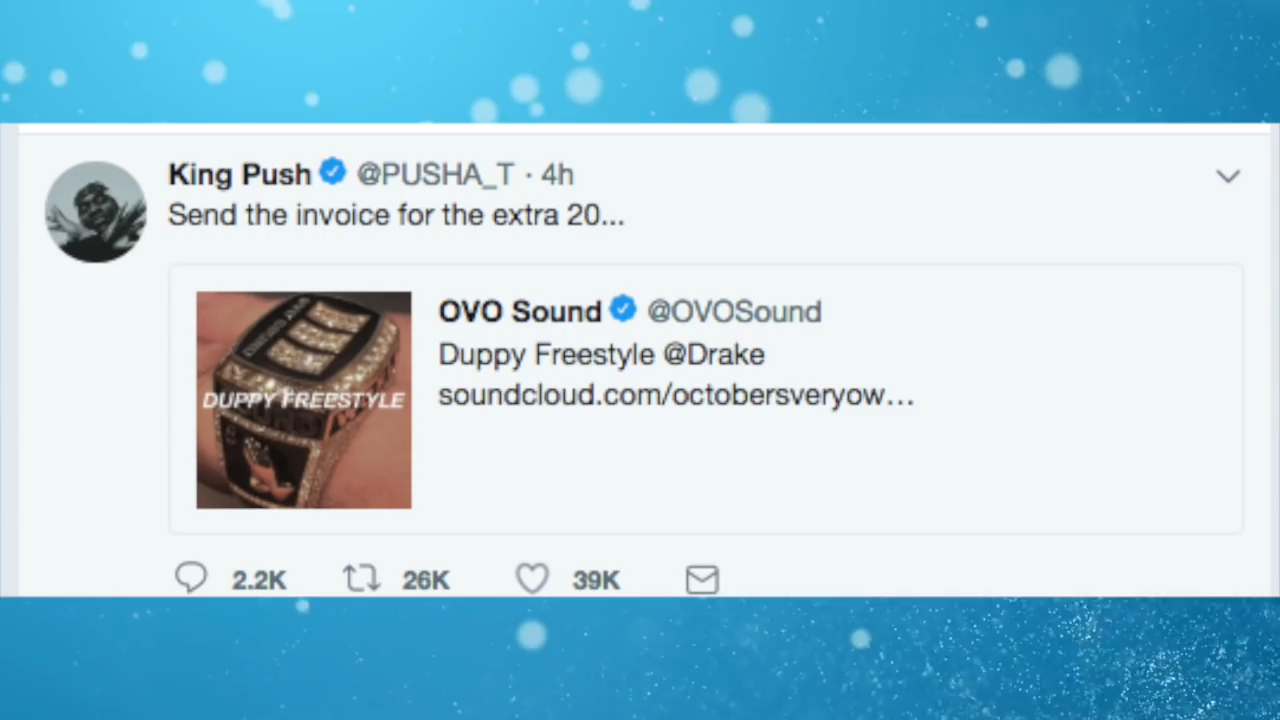 King Push @PUSHA_T · 4h
Send the invoice for the extra 20...
OVO Sound @OVOSound
Duppy Freestyle @Drake
soundcloud.com/octobersveryow...
DUPPY FREESTYLE
2.2K 26K 39K